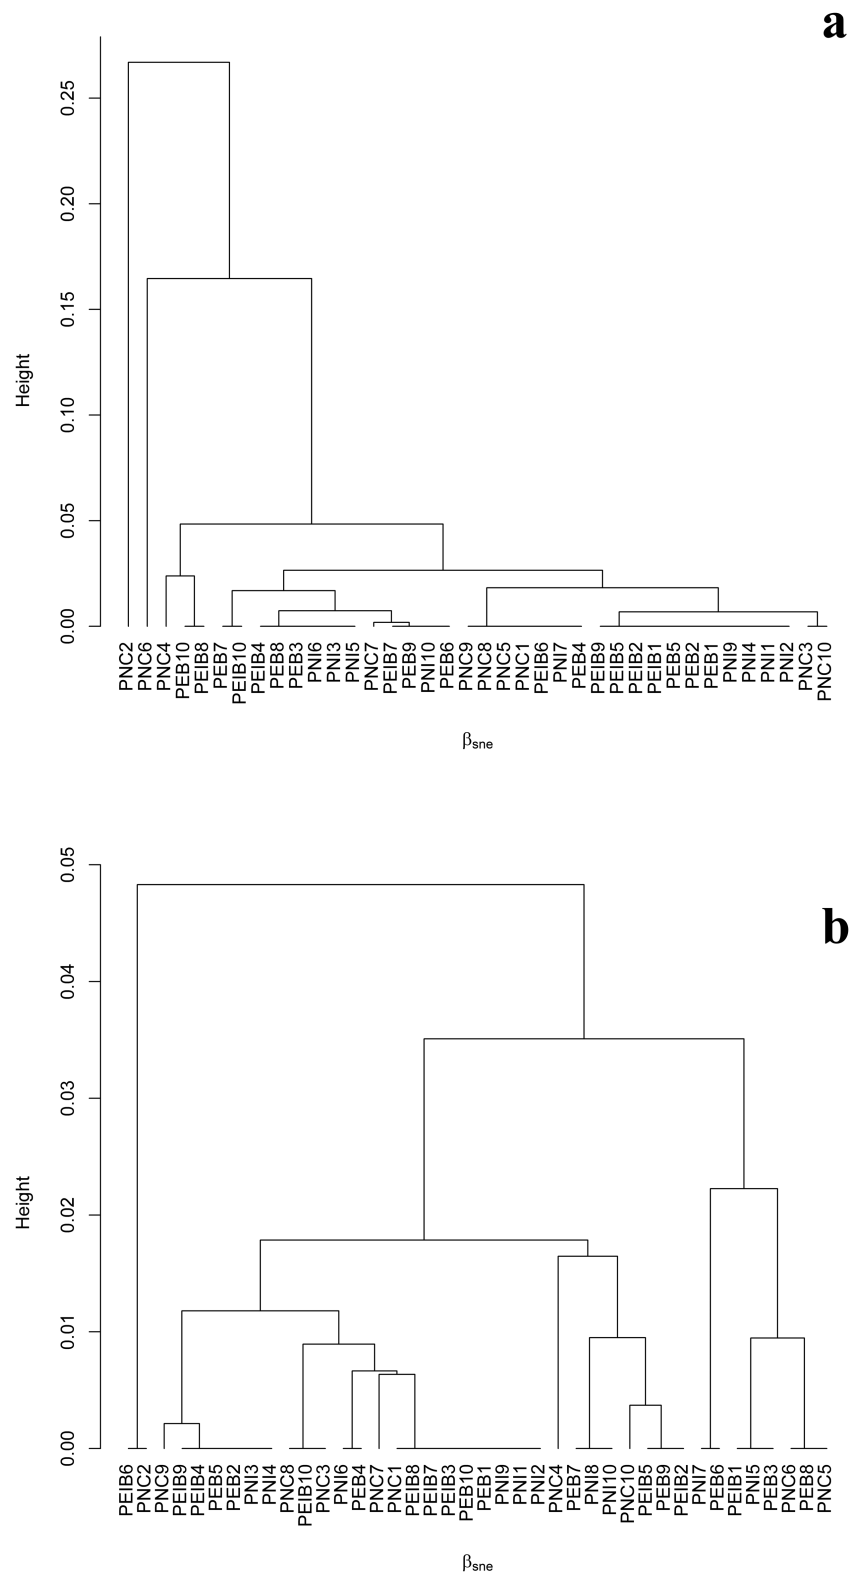 a
Height
0.00 0.05 0.10 0.15 0.20 0.25
PNC2 PNC6 PNC4 PEB10 PEIB8 PEB7 PEIB10 PEIB4 PEB8 PEB3 PNI6 PNI3 PNI5 PNC7 PEIB7 PEB9 PNI10 PEB6 PNC9 PNC8 PNC5 PNC1 PEIB6 PNI7 PEB4 PEIB9 PEIB5 PEIB2 PEIB1 PEB5 PEB2 PEB1 PNI9 PNI4 PNI1 PNI2 PNC3 PNC10
βsne
b
Height
0.00 0.01 0.02 0.03 0.04 0.05
PEIB6 PNC2 PNC9 PEIB9 PEIB4 PEB5 PEB2 PNI3 PNI4 PNC8 PEIB10 PNC3 PNI6 PEB4 PNC7 PNC1 PEIB8 PEIB7 PEIB3 PEB10 PEB1 PNI9 PNI1 PNI2 PNC4 PEB7 PNI8 PNI10 PNC10 PEIB5 PEB9 PEIB2 PNI7 PEB6 PEIB1 PNI5 PEB3 PNC6 PEB8 PNC5
βsne